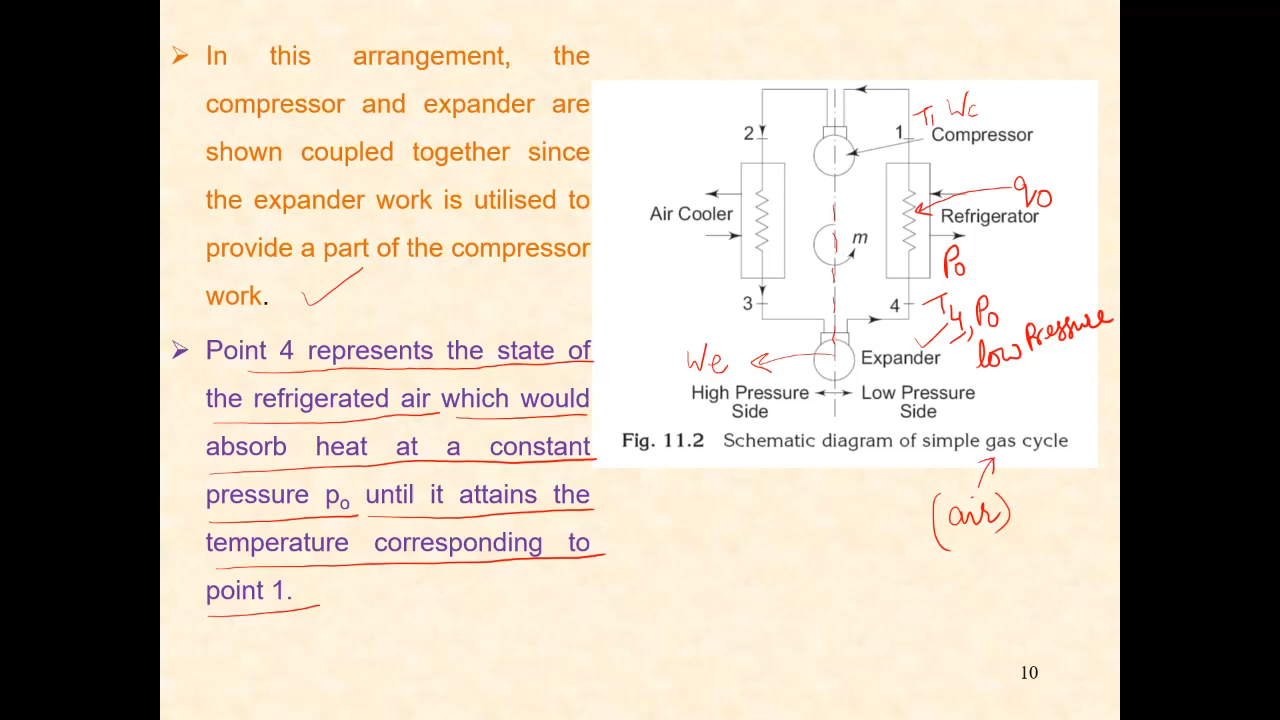 ➢ In this arrangement, the
compressor and expander are
shown coupled together since
the expander work is utilised to
provide a part of the compressor
work.
➢ Point 4 represents the state of
the refrigerated air which would
absorb heat at a constant
pressure pₒ until it attains the
temperature corresponding to
point 1.
T₁ Wc
2
1
Compressor
q₀
Air Cooler
Refrigerator
m
P₀
3
4
T₄, P₀
low Pressure
We
Expander
High Pressure
Side
Low Pressure
Side
Fig. 11.2 Schematic diagram of simple gas cycle
(air)
10